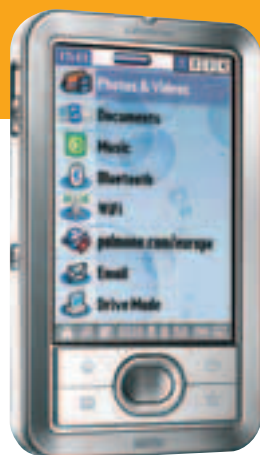 Photos & Videos
Documents
Music
Bluetooth
WiFi
palmone.com/europe
Email
Drive Mode